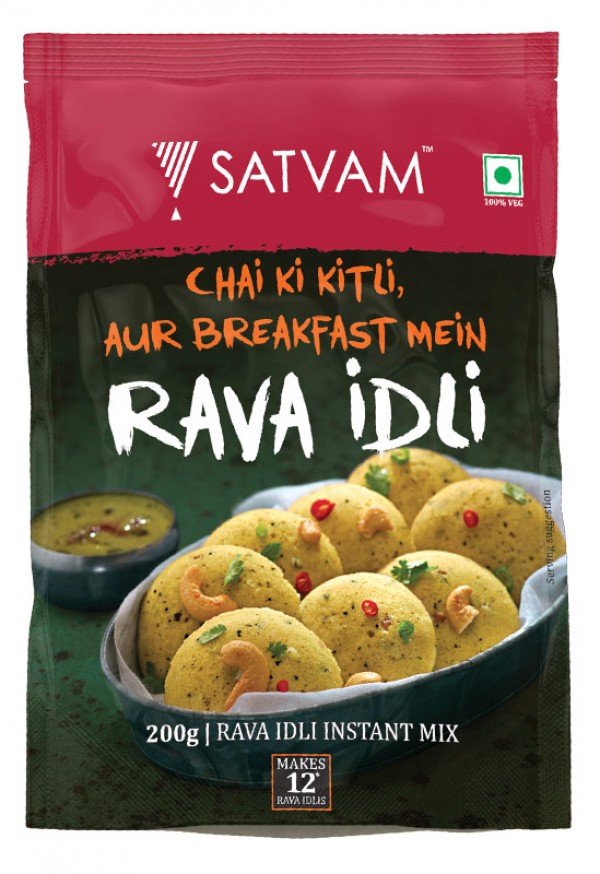 SATVAM™
100% VEG
CHAI KI KITLI,
AUR BREAKFAST MEIN
RAVA iDLi
Serving suggestion
200g | RAVA IDLI INSTANT MIX
MAKES
12*
RAVA IDLIS